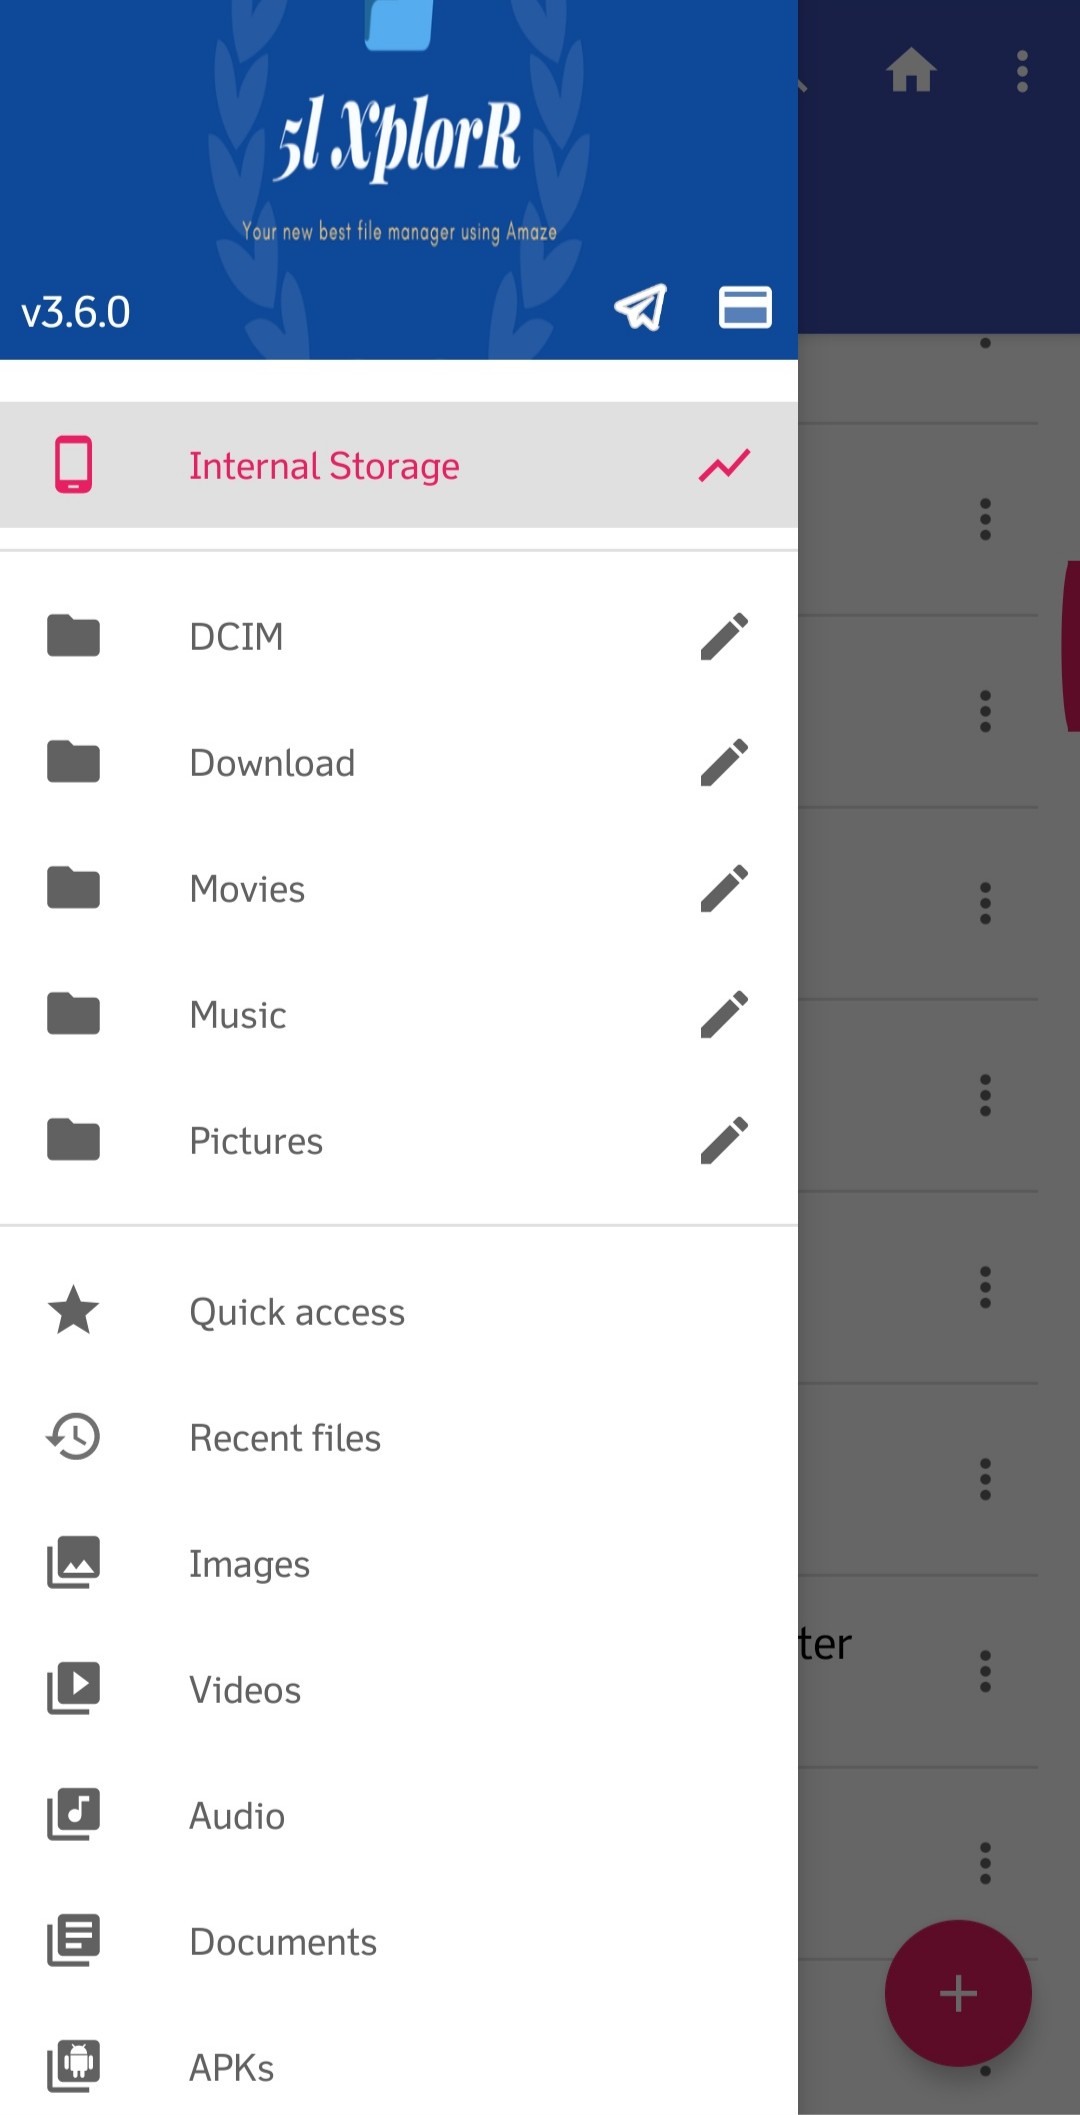 5l XplorR
Your new best file manager using Amaze
v3.6.0
Internal Storage
DCIM
Download
Movies
Music
Pictures
Quick access
Recent files
Images
Videos
ter
Audio
Documents
APKs